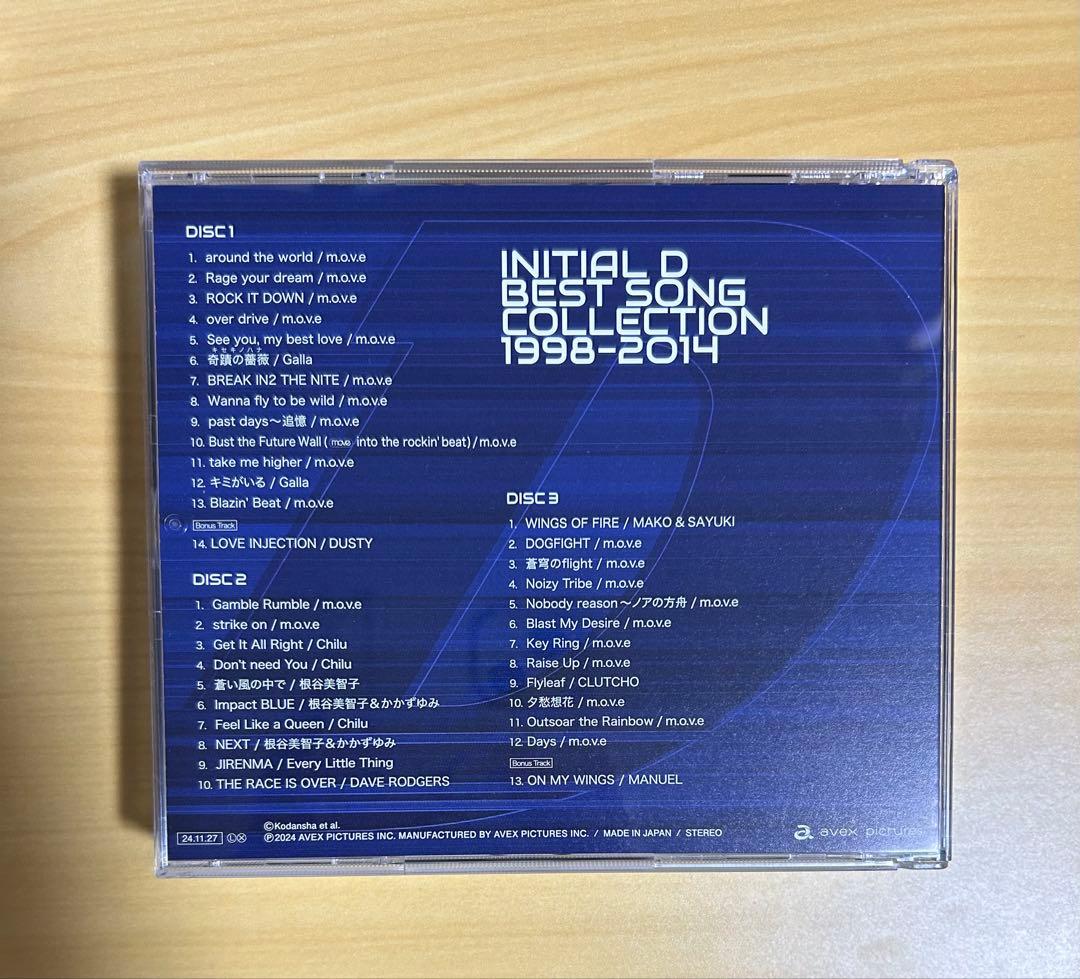 DISC 1
1. around the world / m.o.v.e
2. Rage your dream / m.o.v.e
3. ROCK IT DOWN / m.o.v.e
4. over drive / m.o.v.e
5. See you, my best love / m.o.v.e
キセキノハナ
6. 奇蹟の薔薇 / Galla
7. BREAK IN2 THE NITE / m.o.v.e
8. Wanna fly to be wild / m.o.v.e
9. past days～追憶 / m.o.v.e
10. Bust the Future Wall ( move into the rockin' beat) / m.o.v.e
11. take me higher / m.o.v.e
12. キミがいる / Galla
13. Blazin' Beat / m.o.v.e
Bonus Track
14. LOVE INJECTION / DUSTY
DISC 2
1. Gamble Rumble / m.o.v.e
2. strike on / m.o.v.e
3. Get It All Right / Chilu
4. Don't need You / Chilu
5. 蒼い風の中で / 根谷美智子
6. Impact BLUE / 根谷美智子&かかずゆみ
7. Feel Like a Queen / Chilu
8. NEXT / 根谷美智子&かかずゆみ
9. JIRENMA / Every Little Thing
10. THE RACE IS OVER / DAVE RODGERS
INITIAL D
BEST SONG
COLLECTION
1998-2014
DISC 3
1. WINGS OF FIRE / MAKO & SAYUKI
2. DOGFIGHT / m.o.v.e
3. 蒼穹のflight / m.o.v.e
4. Noizy Tribe / m.o.v.e
5. Nobody reason～ノアの方舟 / m.o.v.e
6. Blast My Desire / m.o.v.e
7. Key Ring / m.o.v.e
8. Raise Up / m.o.v.e
9. Flyleaf / CLUTCHO
10. 夕愁想花 / m.o.v.e
11. Outsoar the Rainbow / m.o.v.e
12. Days / m.o.v.e
Bonus Track
13. ON MY WINGS / MANUEL
24.11.27 ⓁⓍ
©Kodansha et al.
℗2024 AVEX PICTURES INC. MANUFACTURED BY AVEX PICTURES INC. / MADE IN JAPAN / STEREO
a. avex pictures